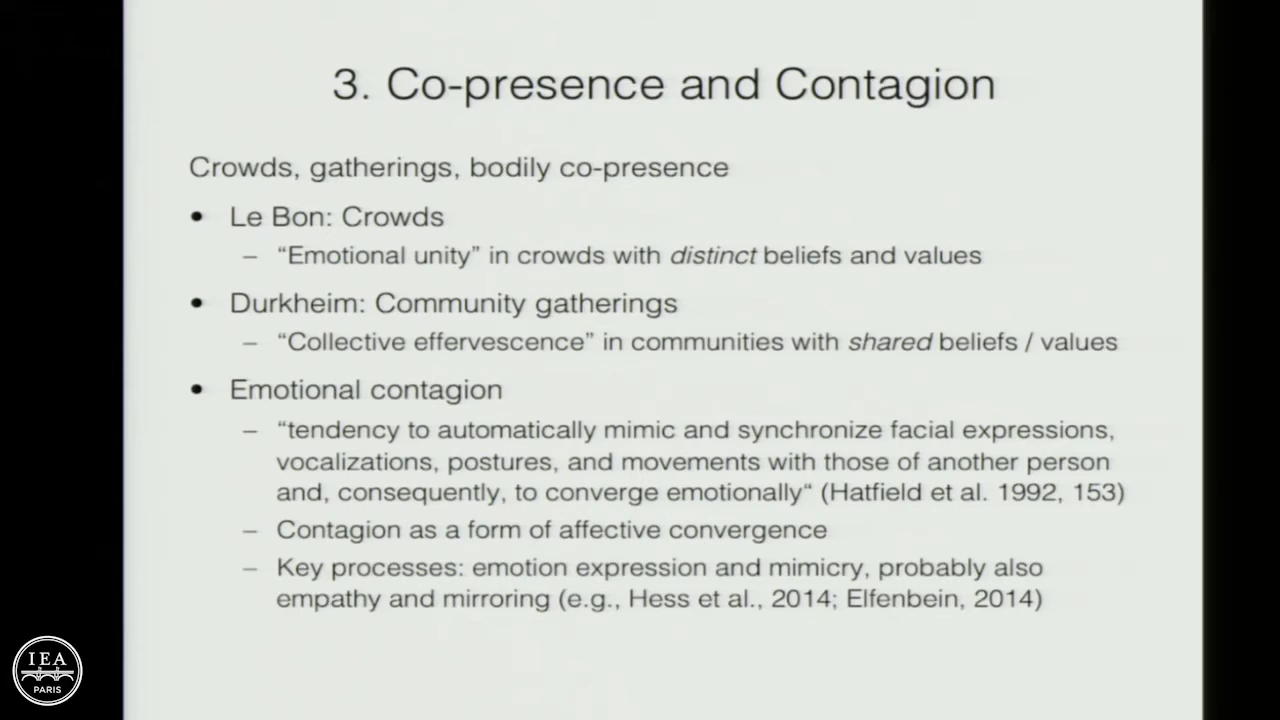 3. Co-presence and Contagion
Crowds, gatherings, bodily co-presence
• Le Bon: Crowds
– “Emotional unity” in crowds with distinct beliefs and values
• Durkheim: Community gatherings
– “Collective effervescence” in communities with shared beliefs / values
• Emotional contagion
– “tendency to automatically mimic and synchronize facial expressions,
vocalizations, postures, and movements with those of another person
and, consequently, to converge emotionally“ (Hatfield et al. 1992, 153)
– Contagion as a form of affective convergence
– Key processes: emotion expression and mimicry, probably also
empathy and mirroring (e.g., Hess et al., 2014; Elfenbein, 2014)
IEA
PARIS